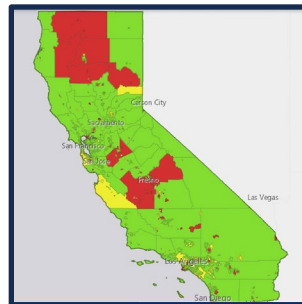 Carson City
Sacramento
San Francisco
San Jose
Fresno
Las Vegas
Los Angeles
San Diego